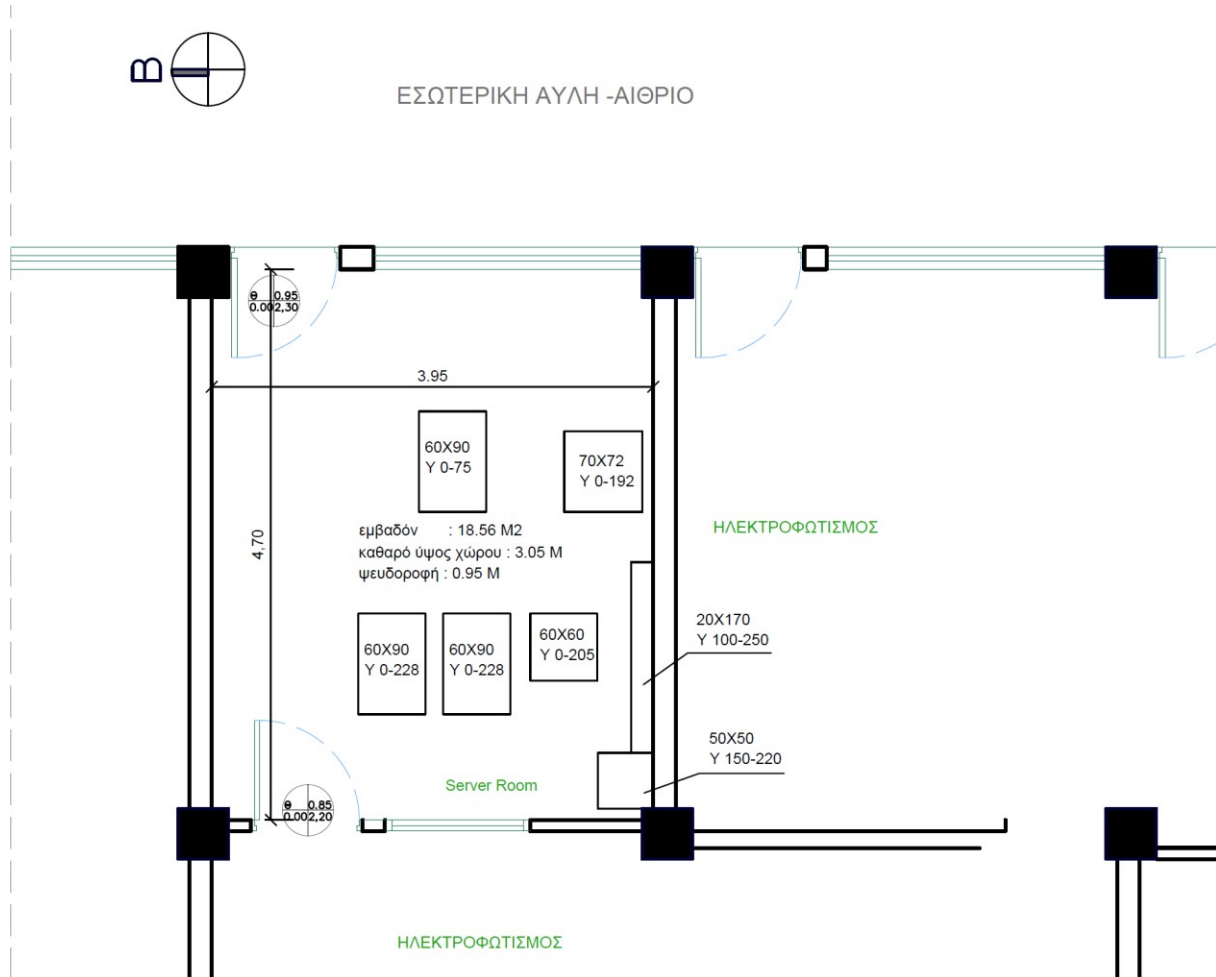 Β
ΕΣΩΤΕΡΙΚΗ ΑΥΛΗ -ΑΙΘΡΙΟ
θ 0.95
0.00 2,30
3.95
60X90
Y 0-75
70X72
Y 0-192
εμβαδόν : 18.56 M2
καθαρό ύψος χώρου : 3.05 M
ψευδοροφή : 0.95 M
4,70
ΗΛΕΚΤΡΟΦΩΤΙΣΜΟΣ
60X90
Y 0-228
60X90
Y 0-228
60X60
Y 0-205
20X170
Y 100-250
50X50
Y 150-220
Server Room
θ 0.85
0.00 2,20
ΗΛΕΚΤΡΟΦΩΤΙΣΜΟΣ